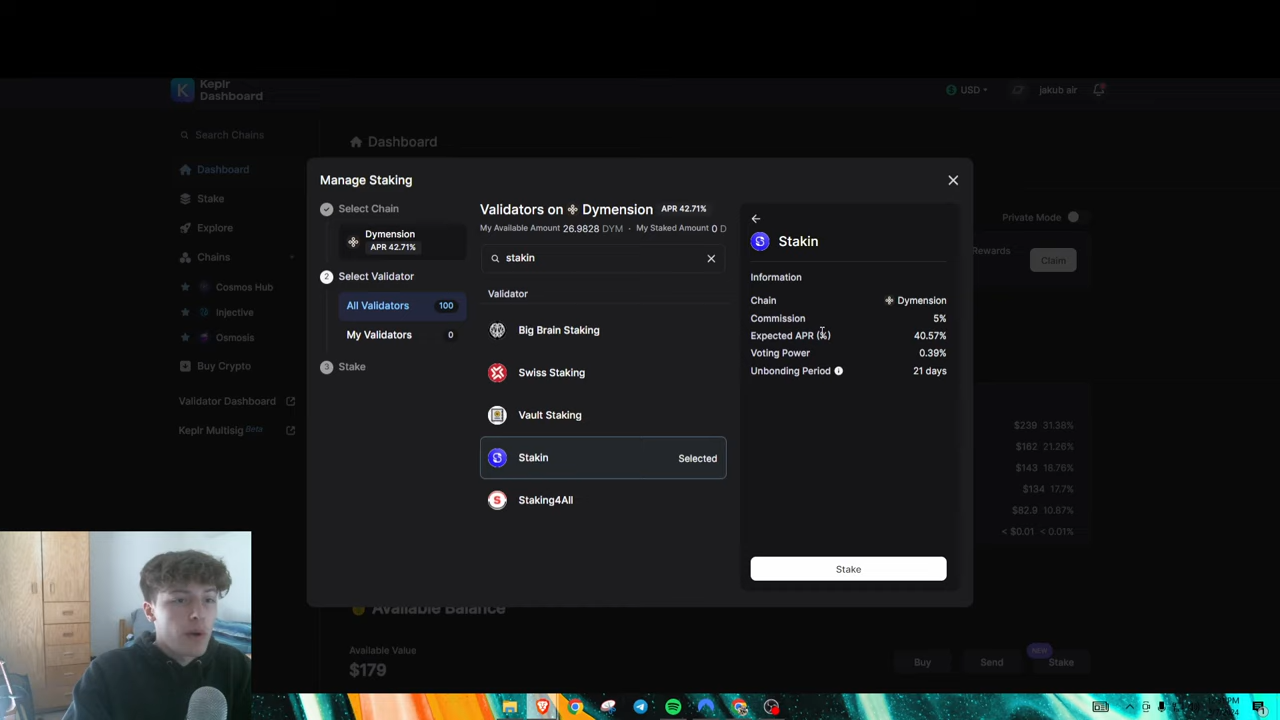 Keplr
Dashboard
USD
jakub air
Search Chains
Dashboard
Dashboard
Stake
Explore
Chains
Cosmos Hub
Injective
Osmosis
Buy Crypto
Validator Dashboard
Keplr Multisig Beta
Private Mode
Rewards
Claim
Manage Staking
Select Chain
Dymension
APR 42.71%
2 Select Validator
All Validators 100
My Validators 0
3 Stake
Validators on Dymension APR 42.71%
My Available Amount 26.9828 DYM • My Staked Amount 0 D
stakin
Validator
Big Brain Staking
Swiss Staking
Vault Staking
Stakin Selected
Staking4All
Stakin
Information
Chain Dymension
Commission 5%
Expected APR (%) 40.57%
Voting Power 0.39%
Unbonding Period 21 days
Stake
$239 31.38%
$162 21.26%
$143 18.76%
$134 17.7%
$82.9 10.87%
< $0.01 < 0.01%
Available Balance
Available Value
$179
Buy
Send
NEW
Stake